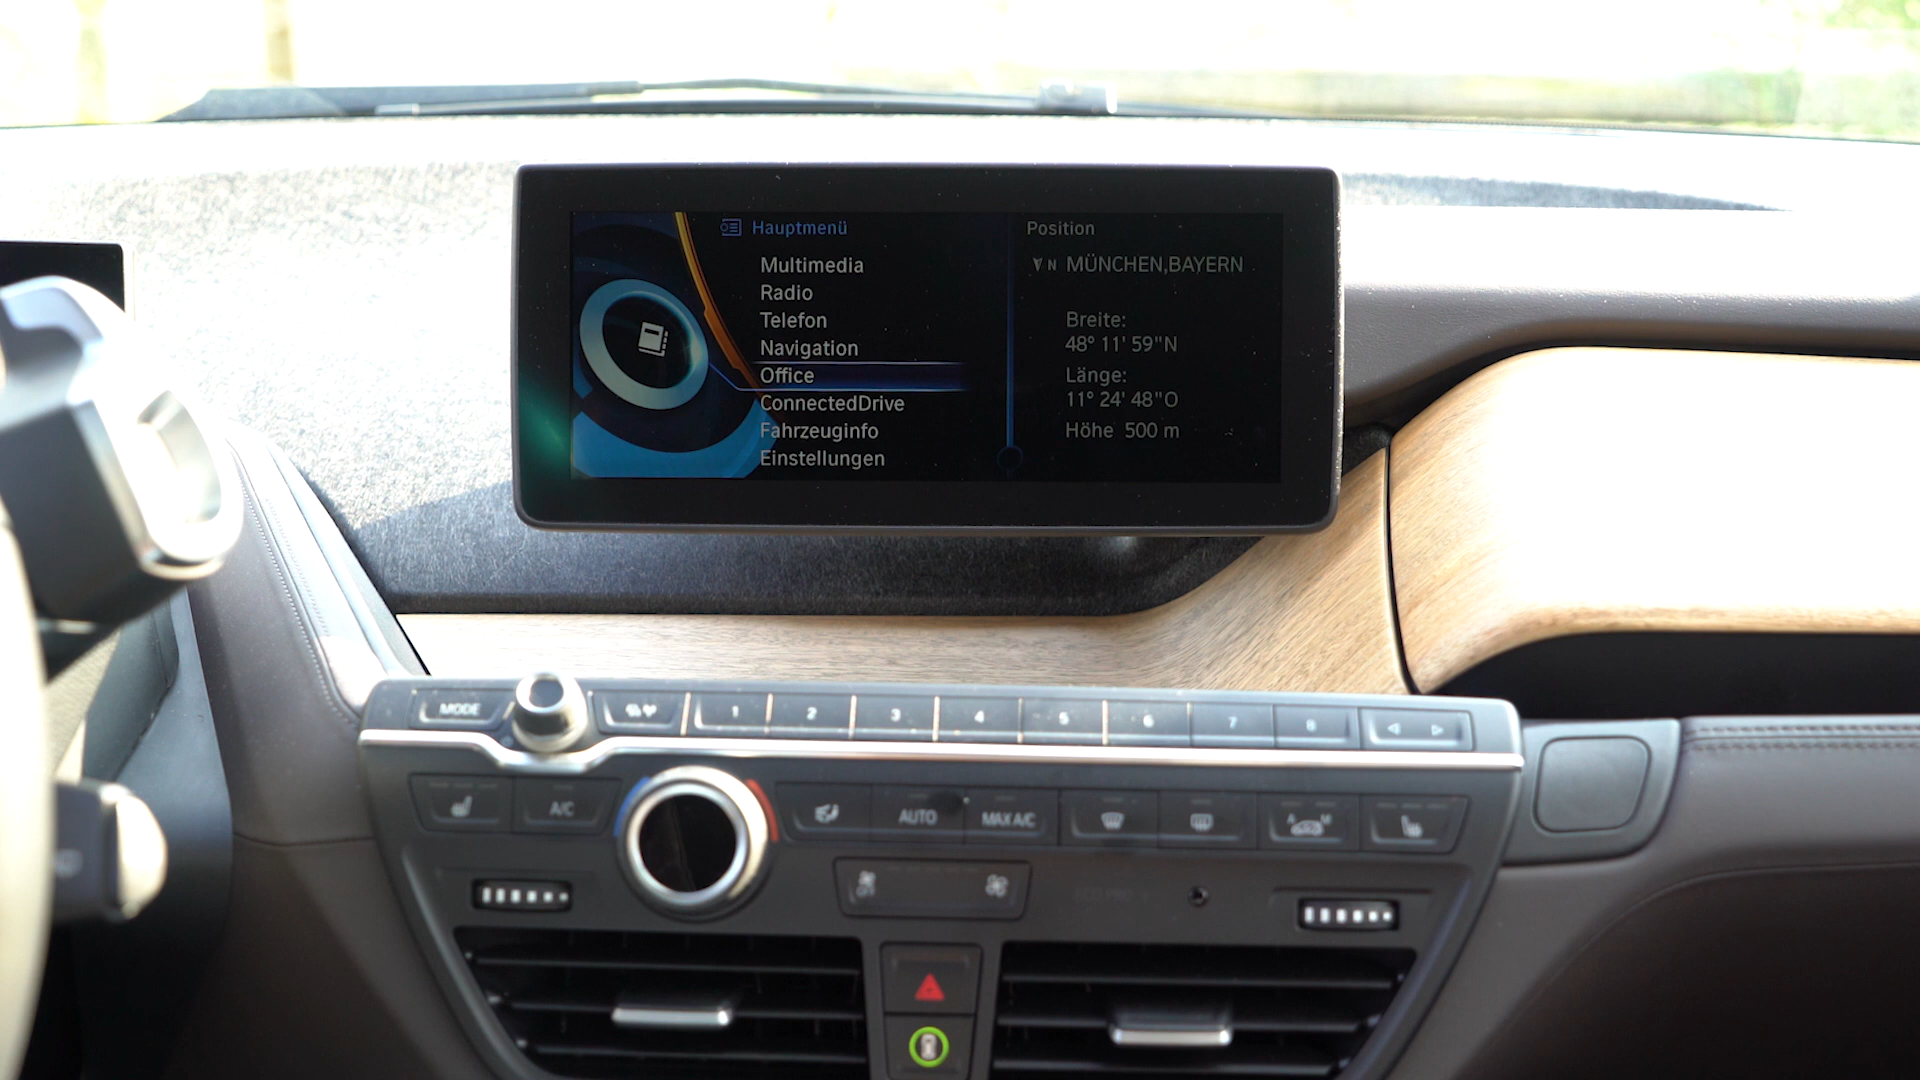 Hauptmenü
Multimedia
Radio
Telefon
Navigation
Office
ConnectedDrive
Fahrzeuginfo
Einstellungen
Position
N MÜNCHEN,BAYERN
Breite:
48° 11' 59"N
Länge:
11° 24' 48"O
Höhe 500 m
MODE 1 2 3 4 5 6 7 8
A/C AUTO MAX A/C A M
OFF